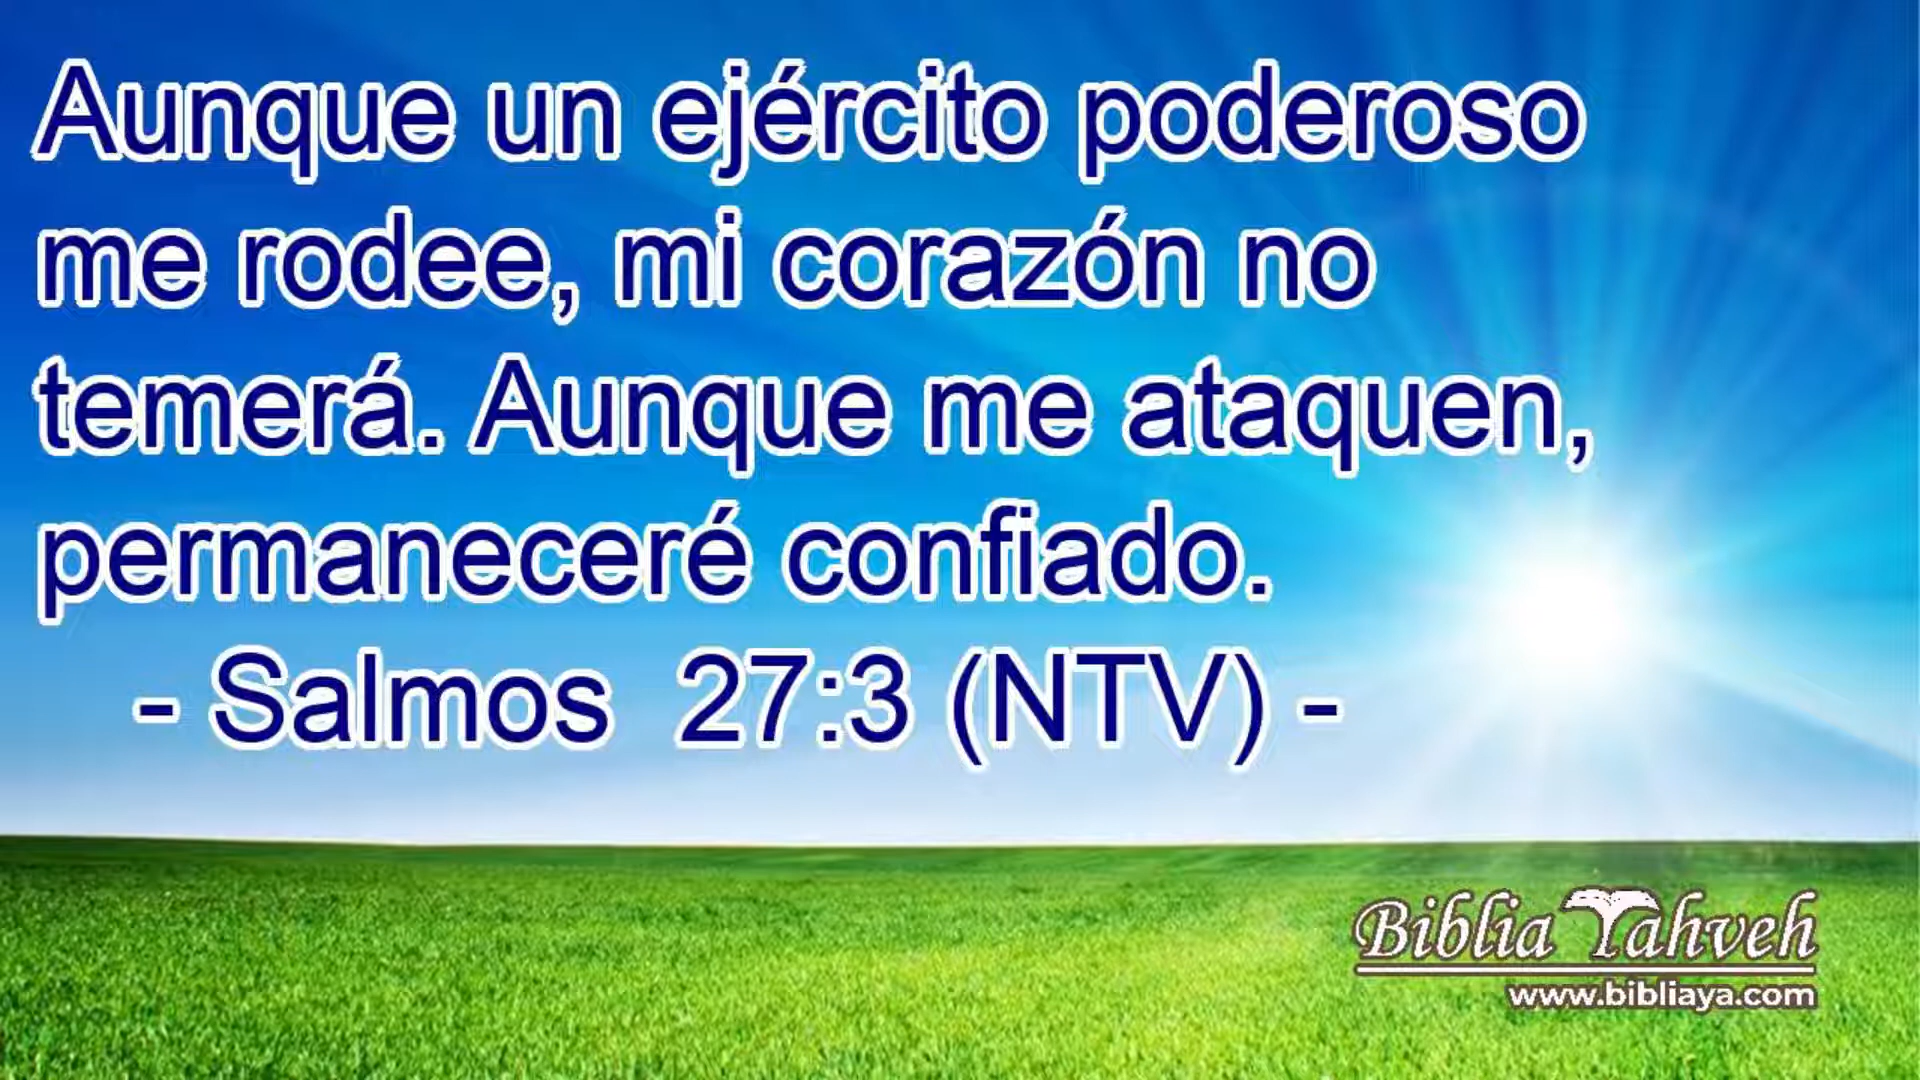 Aunque un ejército poderoso
me rodee, mi corazón no
temerá. Aunque me ataquen,
permaneceré confiado.
- Salmos  27:3 (NTV) -
Biblia Yahveh
www.bibliaya.com